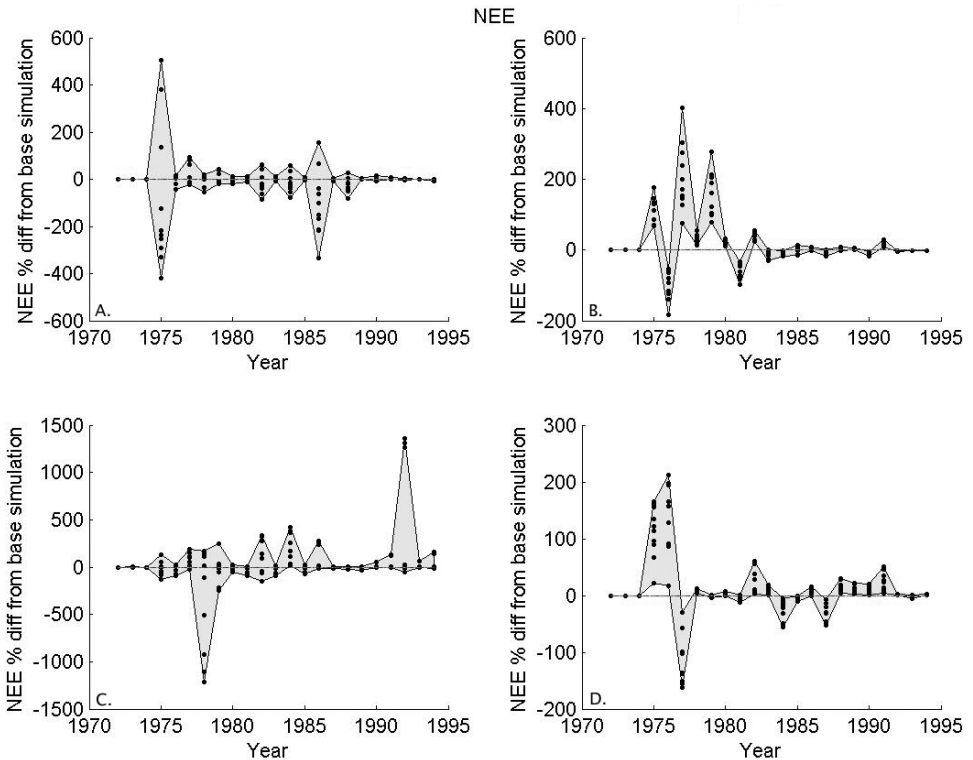 NEE
NEE % diff from base simulation
600
400
200
0
-200
-400
-600
A.
1970 1975 1980 1985 1990 1995
Year
NEE % diff from base simulation
600
400
200
0
-200
B.
1970 1975 1980 1985 1990 1995
Year
NEE % diff from base simulation
1500
1000
500
0
-500
-1000
-1500
C.
1970 1975 1980 1985 1990 1995
Year
NEE % diff from base simulation
300
200
100
0
-100
-200
D.
1970 1975 1980 1985 1990 1995
Year